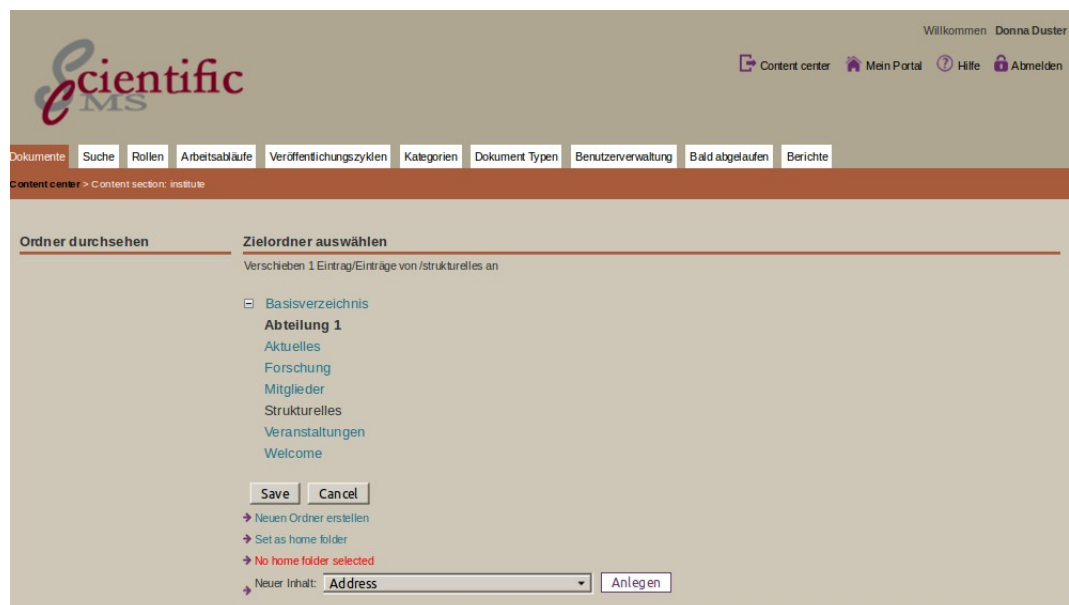 Willkommen Donna Duster
Scientific
CMS
Content center Mein Portal Hilfe Abmelden
Dokumente Suche Rollen Arbeitsabläufe Veröffentlichungszyklen Kategorien Dokument Typen Benutzerverwaltung Bald abgelaufen Berichte
Content center > Content section: institute
Ordner durchsehen
Zielordner auswählen
Verschieben 1 Eintrag/Einträge von /strukturelles an
Basisverzeichnis
Abteilung 1
Aktuelles
Forschung
Mitglieder
Strukturelles
Veranstaltungen
Welcome
Save Cancel
Neuen Ordner erstellen
Set as home folder
No home folder selected
Neuer Inhalt: Address Anlegen